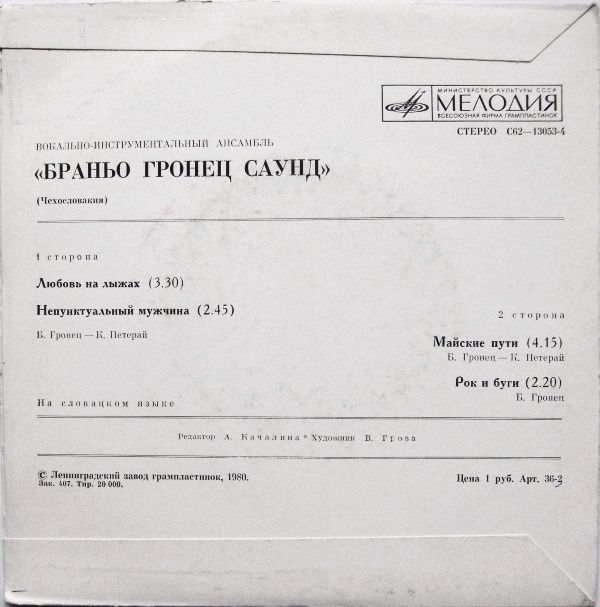 МИНИСТЕРСТВО КУЛЬТУРЫ СССР
МЕЛОДИЯ
ВСЕСОЮЗНАЯ ФИРМА ГРАМПЛАСТИНОК
СТЕРЕО С62—13053-4
ВОКАЛЬНО-ИНСТРУМЕНТАЛЬНЫЙ АНСАМБЛЬ
«БРАНЬО ГРОНЕЦ САУНД»
(Чехословакия)
1 сторона
Любовь на лыжах (3.30)
Непунктуальный мужчина (2.45)
Б. Гронец — К. Петерай
2 сторона
Майские пути (4.15)
Б. Гронец — К. Петерай
Рок и буги (2.20)
Б. Гронец
На словацком языке
Редактор А. Качалина * Художник В. Гроза
© Ленинградский завод грампластинок, 1980.
Зак. 407. Тир. 20 000.
Цена 1 руб. Арт. 36-2